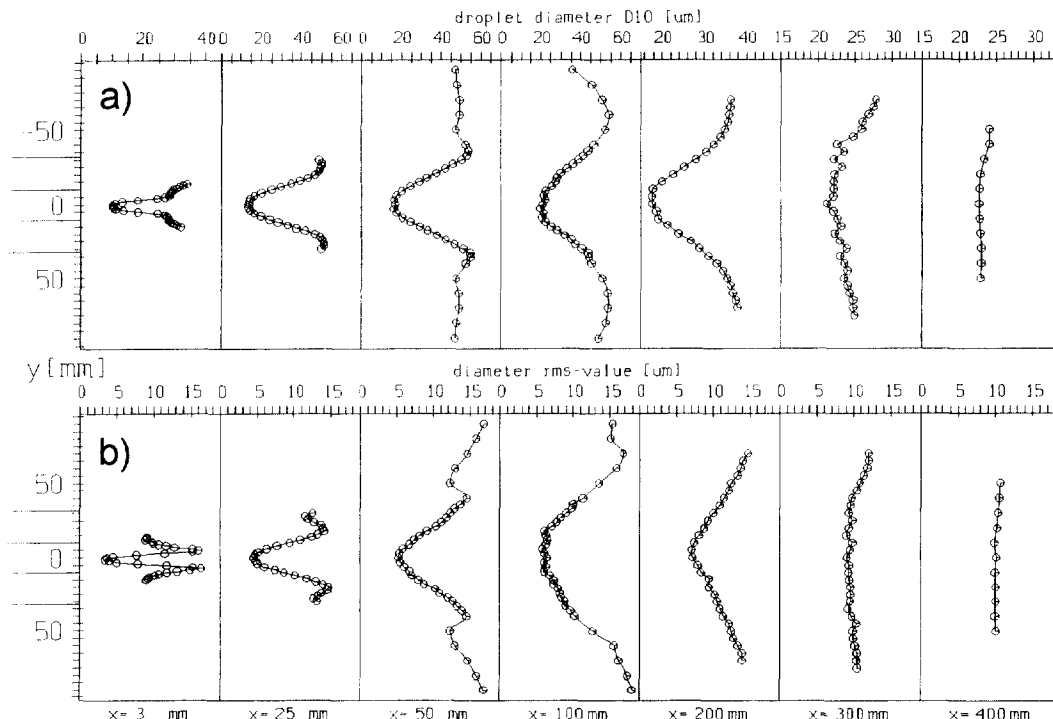 droplet diameter D10 [um]
0 20 40 0 20 40 60 0 20 40 60 0 20 40 60 20 30 40 15 20 25 30 15 20 25 30
a)
-50
0
50
y [mm]
diameter rms-value [um]
0 5 10 15 0 5 10 15 0 5 10 15 0 5 10 15 0 5 10 15 0 5 10 15 0 5 10 15
b)
50
0
50
x= 3 mm x= 25 mm x= 50 mm x= 100 mm x= 200 mm x= 300 mm x= 400 mm